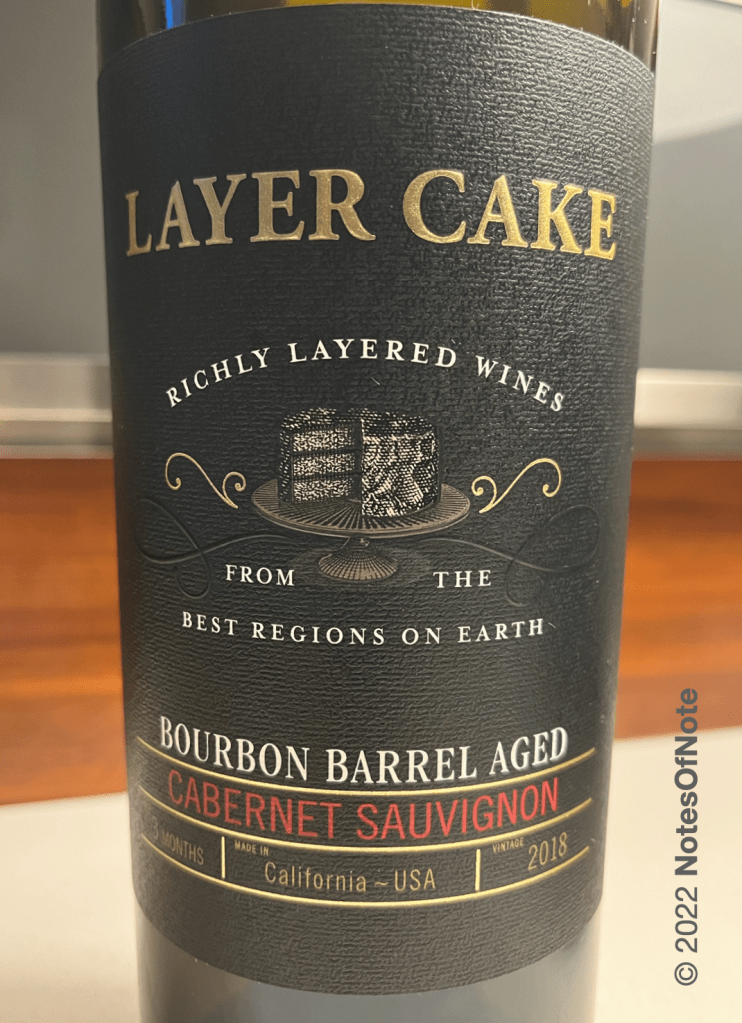 LAYER CAKE
RICHLY LAYERED WINES
FROM THE
BEST REGIONS ON EARTH
BOURBON BARREL AGED
CABERNET SAUVIGNON
3 MONTHS
MADE IN
California ~ USA
VINTAGE
2018
© 2022 NotesOfNote